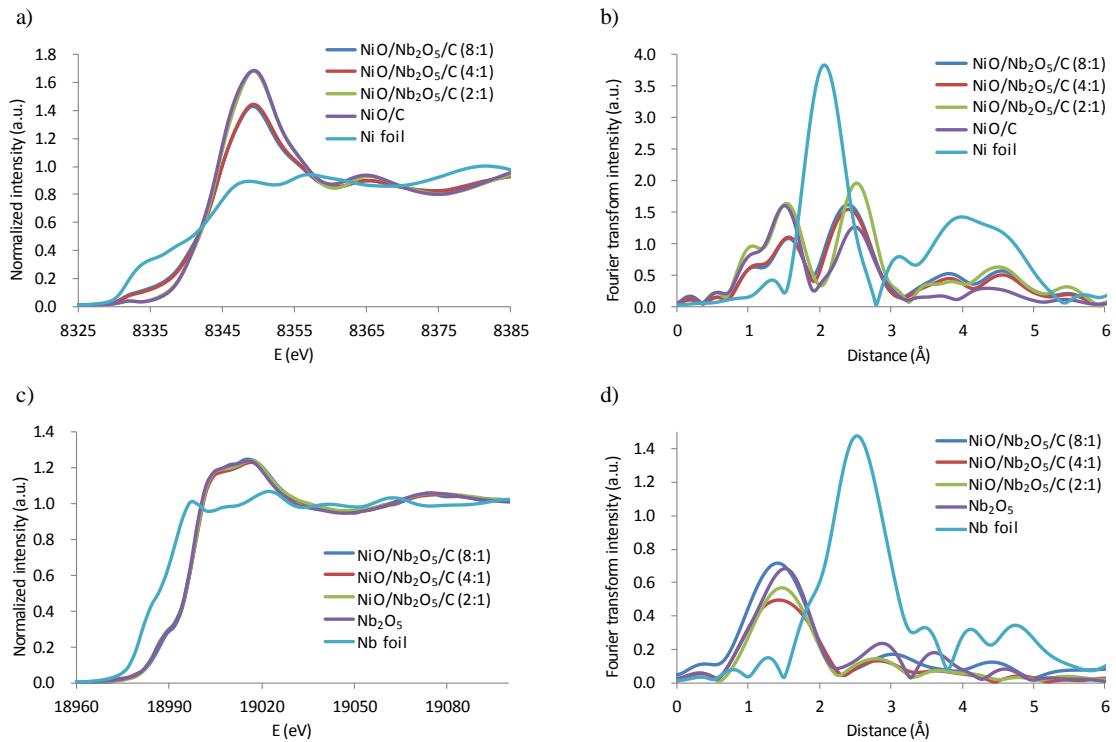 a)
Normalized intensity (a.u.)
1.8
1.6
1.4
1.2
1.0
0.8
0.6
0.4
0.2
0.0
8325 8335 8345 8355 8365 8375 8385
E (eV)
NiO/Nb₂O₅/C (8:1)
NiO/Nb₂O₅/C (4:1)
NiO/Nb₂O₅/C (2:1)
NiO/C
Ni foil
b)
Fourier transform intensity (a.u.)
4.0
3.5
3.0
2.5
2.0
1.5
1.0
0.5
0.0
0 1 2 3 4 5 6
Distance (Å)
NiO/Nb₂O₅/C (8:1)
NiO/Nb₂O₅/C (4:1)
NiO/Nb₂O₅/C (2:1)
NiO/C
Ni foil
c)
Normalized intensity (a.u.)
1.4
1.2
1.0
0.8
0.6
0.4
0.2
0.0
18960 18990 19020 19050 19080
E (eV)
NiO/Nb₂O₅/C (8:1)
NiO/Nb₂O₅/C (4:1)
NiO/Nb₂O₅/C (2:1)
Nb₂O₅
Nb foil
d)
Fourier transform intensity (a.u.)
1.4
1.2
1.0
0.8
0.6
0.4
0.2
0.0
0 1 2 3 4 5 6
Distance (Å)
NiO/Nb₂O₅/C (8:1)
NiO/Nb₂O₅/C (4:1)
NiO/Nb₂O₅/C (2:1)
Nb₂O₅
Nb foil